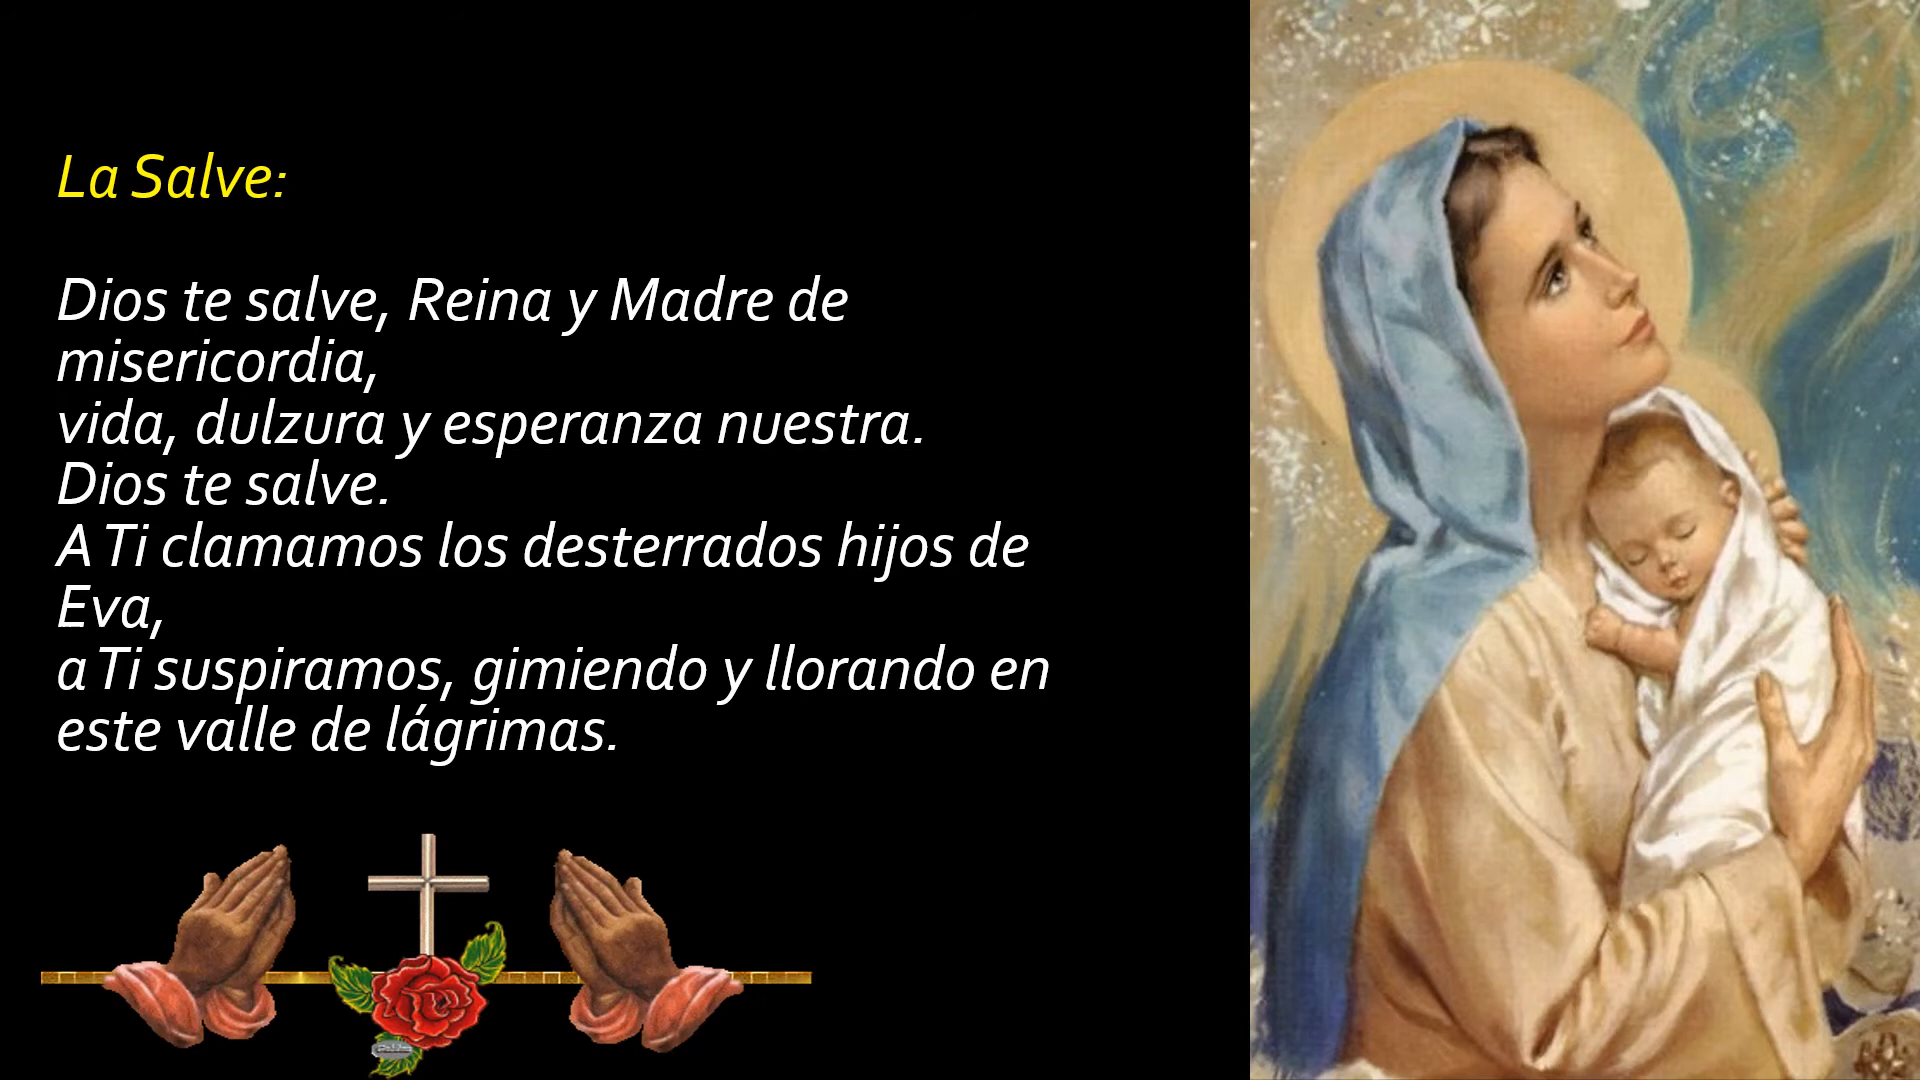 La Salve:
Dios te salve, Reina y Madre de
misericordia,
vida, dulzura y esperanza nuestra.
Dios te salve.
A Ti clamamos los desterrados hijos de
Eva,
a Ti suspiramos, gimiendo y llorando en
este valle de lágrimas.